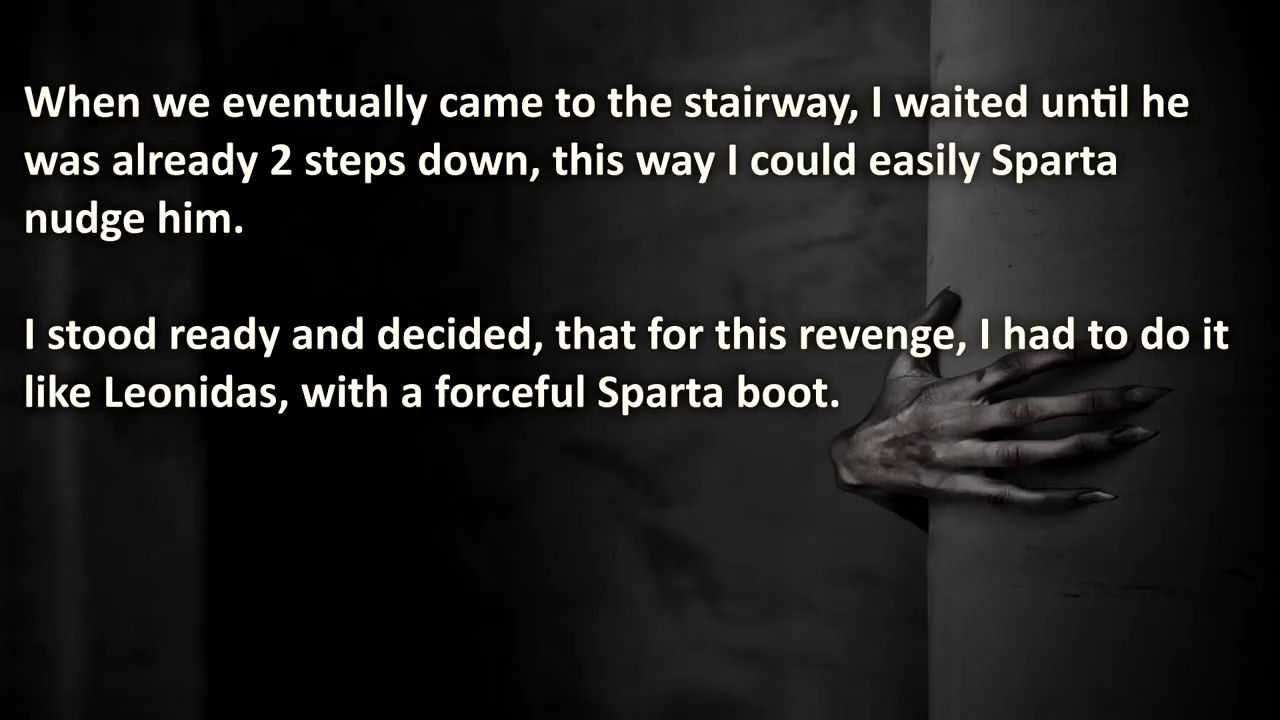 When we eventually came to the stairway, I waited until he
was already 2 steps down, this way I could easily Sparta
nudge him.
I stood ready and decided, that for this revenge, I had to do it
like Leonidas, with a forceful Sparta boot.